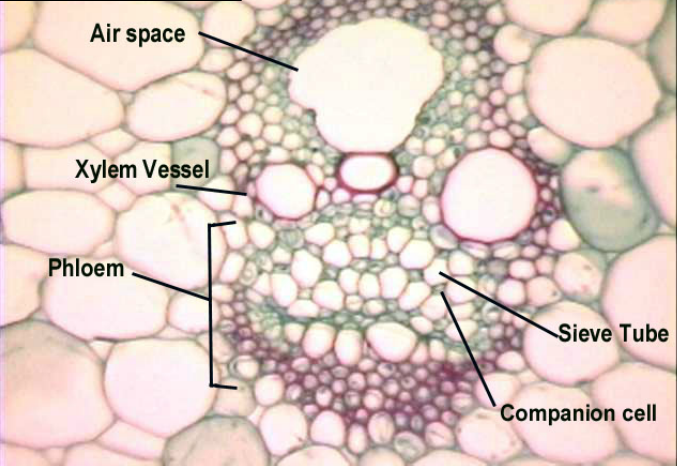 Air space
Xylem Vessel
Phloem
Sieve Tube
Companion cell